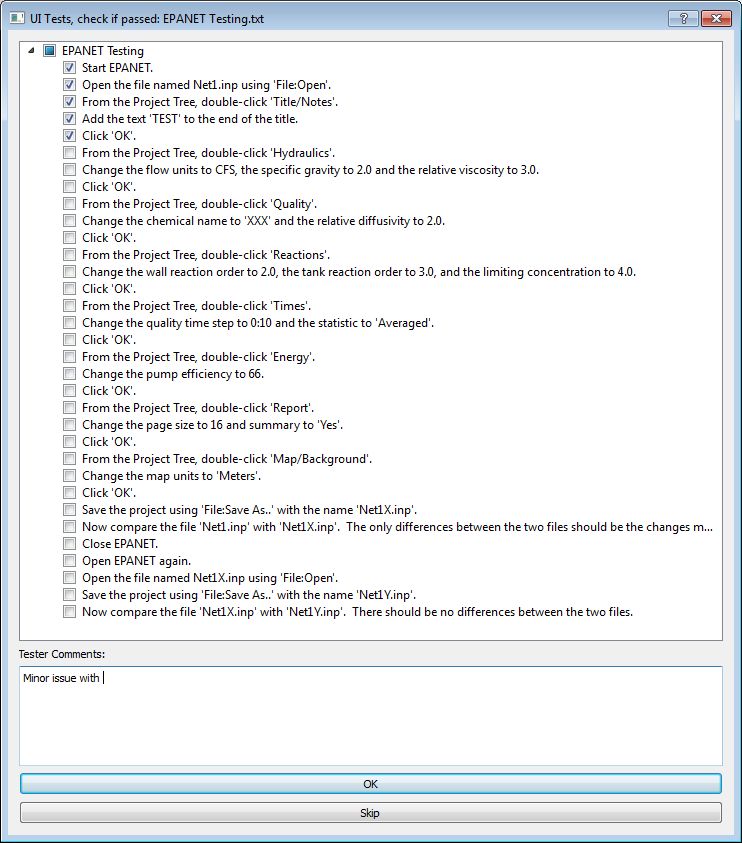 UI Tests, check if passed: EPANET Testing.txt
EPANET Testing
Start EPANET.
Open the file named Net1.inp using 'File:Open'.
From the Project Tree, double-click 'Title/Notes'.
Add the text 'TEST' to the end of the title.
Click 'OK'.
From the Project Tree, double-click 'Hydraulics'.
Change the flow units to CFS, the specific gravity to 2.0 and the relative viscosity to 3.0.
Click 'OK'.
From the Project Tree, double-click 'Quality'.
Change the chemical name to 'XXX' and the relative diffusivity to 2.0.
Click 'OK'.
From the Project Tree, double-click 'Reactions'.
Change the wall reaction order to 2.0, the tank reaction order to 3.0, and the limiting concentration to 4.0.
Click 'OK'.
From the Project Tree, double-click 'Times'.
Change the quality time step to 0:10 and the statistic to 'Averaged'.
Click 'OK'.
From the Project Tree, double-click 'Energy'.
Change the pump efficiency to 66.
Click 'OK'.
From the Project Tree, double-click 'Report'.
Change the page size to 16 and summary to 'Yes'.
Click 'OK'.
From the Project Tree, double-click 'Map/Background'.
Change the map units to 'Meters'.
Click 'OK'.
Save the project using 'File:Save As..' with the name 'Net1X.inp'.
Now compare the file 'Net1.inp' with 'Net1X.inp'.  The only differences between the two files should be the changes m...
Close EPANET.
Open EPANET again.
Open the file named Net1X.inp using 'File:Open'.
Save the project using 'File:Save As..' with the name 'Net1Y.inp'.
Now compare the file 'Net1X.inp' with 'Net1Y.inp'.  There should be no differences between the two files.
Tester Comments:
Minor issue with
OK
Skip